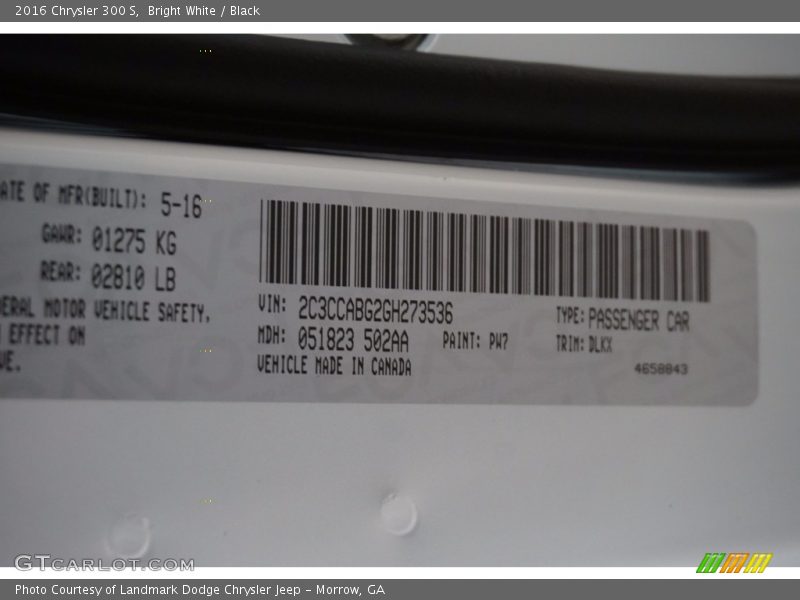 2016 Chrysler 300 S, Bright White / Black
ATE OF MFR(BUILT): 5-16
GAWR: 01275 KG
REAR: 02810 LB
ERAL MOTOR VEHICLE SAFETY,
EFFECT ON
VE.
VIN: 2C3CCABG2GH273536
TYPE: PASSENGER CAR
MDH: 051823 502AA
PAINT: PW7
TRIM: DLKX
VEHICLE MADE IN CANADA
4658843
GTCARLOT.COM
Photo Courtesy of Landmark Dodge Chrysler Jeep – Morrow, GA